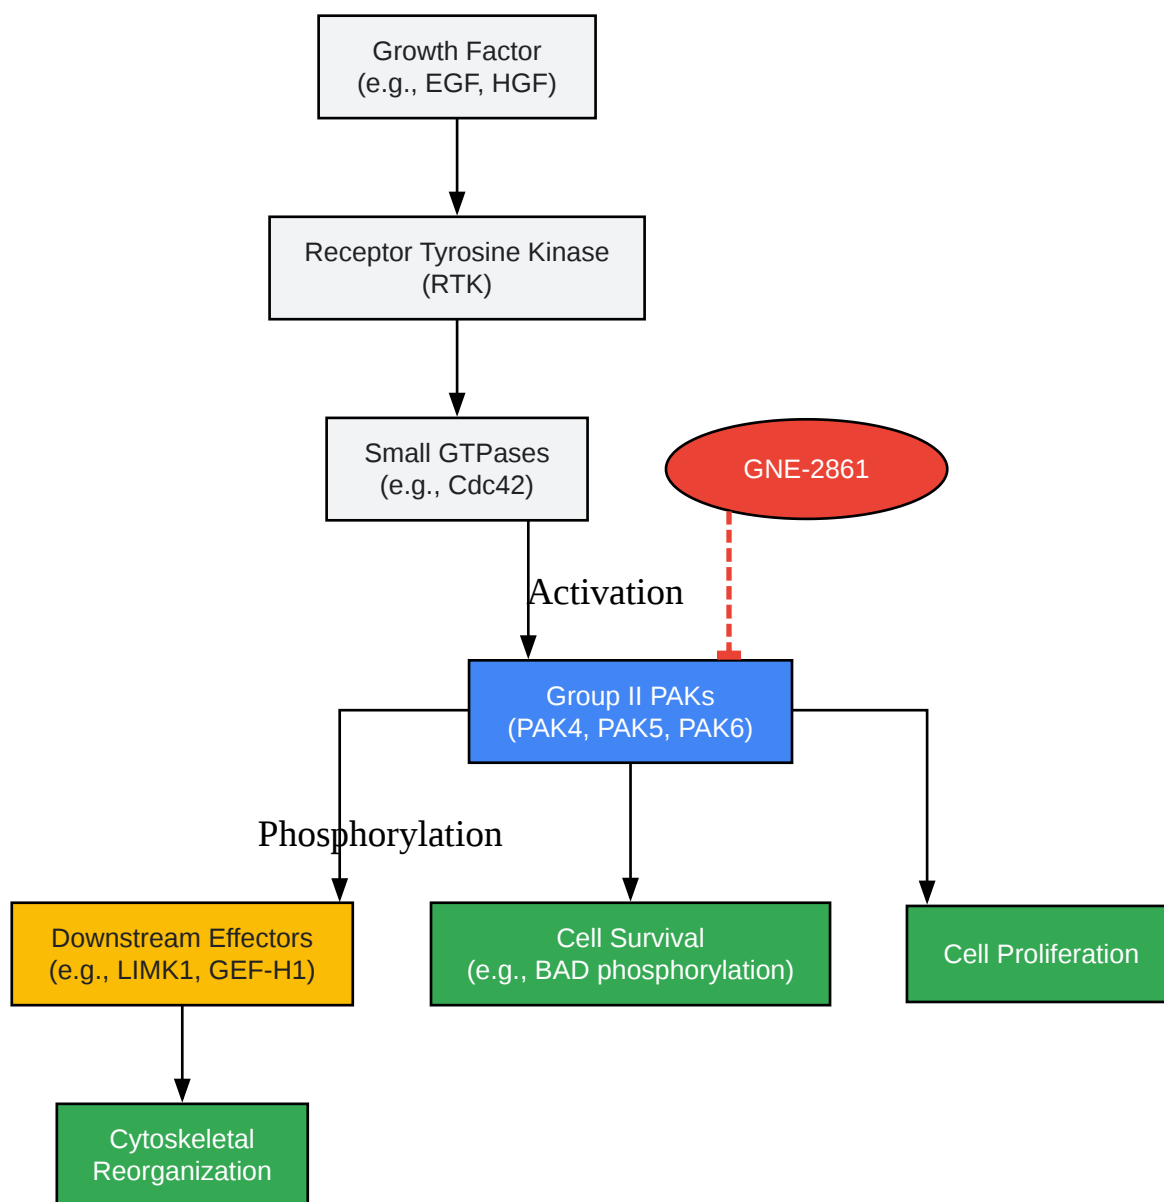 Growth Factor
(e.g., EGF, HGF)
Receptor Tyrosine Kinase
(RTK)
Small GTPases
(e.g., Cdc42)
GNE-2861
Activation
Group II PAKs
(PAK4, PAK5, PAK6)
Phosphorylation
Downstream Effectors
(e.g., LIMK1, GEF-H1)
Cell Survival
(e.g., BAD phosphorylation)
Cell Proliferation
Cytoskeletal
Reorganization